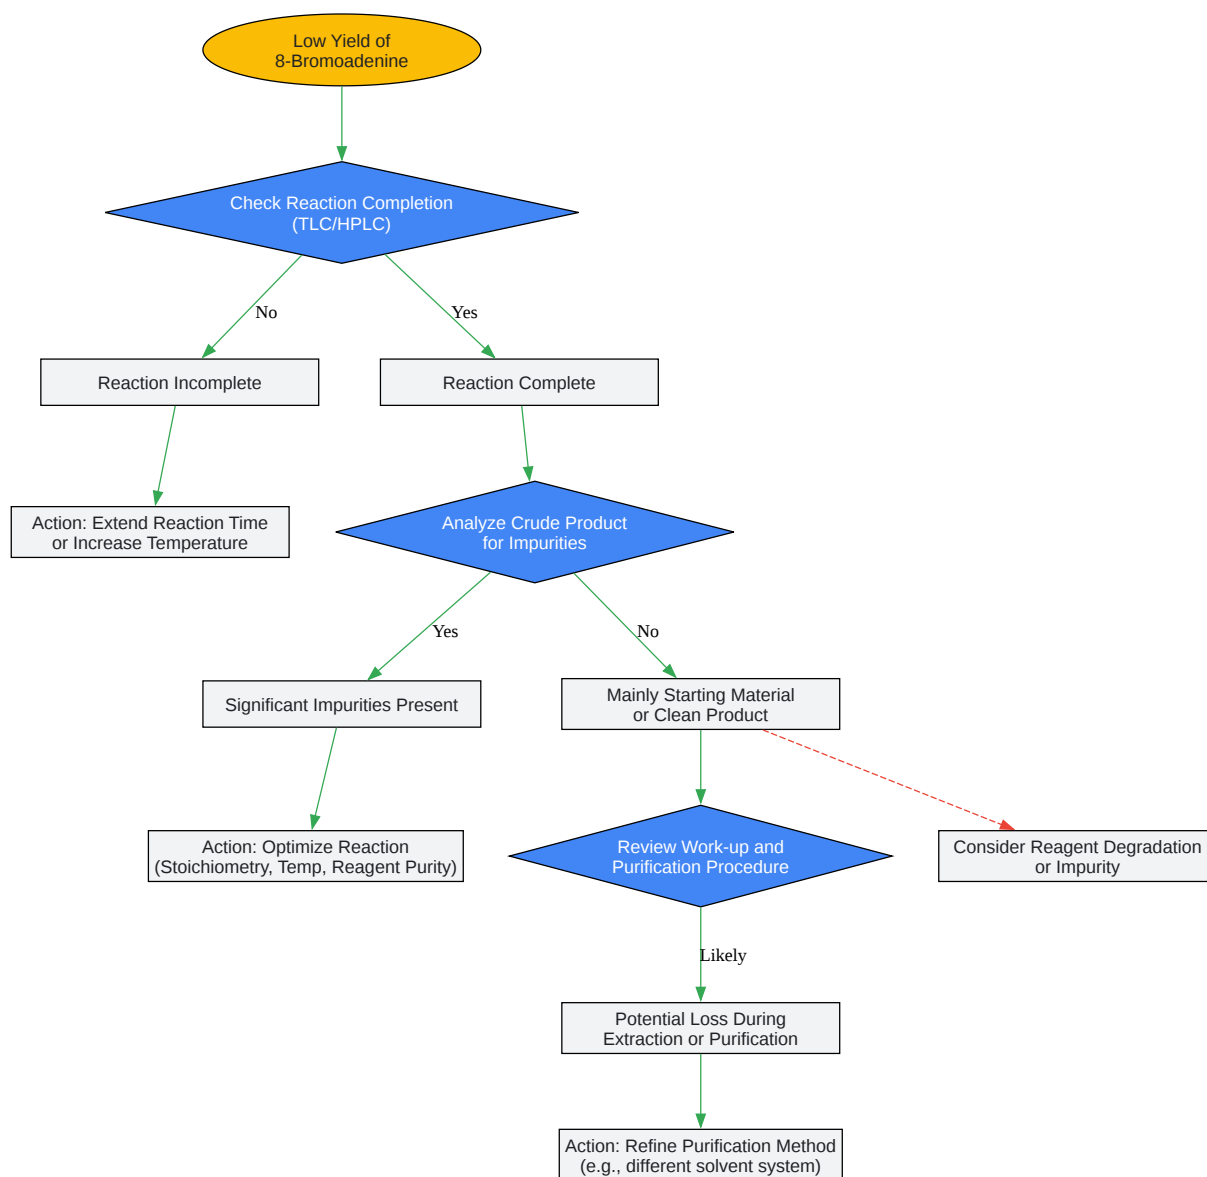 Low Yield of
8-Bromoadenine
Check Reaction Completion
(TLC/HPLC)
No
Yes
Reaction Incomplete
Reaction Complete
Action: Extend Reaction Time
or Increase Temperature
Analyze Crude Product
for Impurities
Yes
No
Significant Impurities Present
Mainly Starting Material
or Clean Product
Action: Optimize Reaction
(Stoichiometry, Temp, Reagent Purity)
Review Work-up and
Purification Procedure
Consider Reagent Degradation
or Impurity
Likely
Potential Loss During
Extraction or Purification
Action: Refine Purification Method
(e.g., different solvent system)